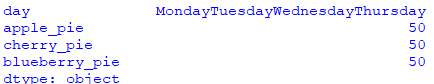 day             MondayTuesdayWednesdayThursday
apple_pie                                   50
cherry_pie                                  50
blueberry_pie                               50
dtype: object